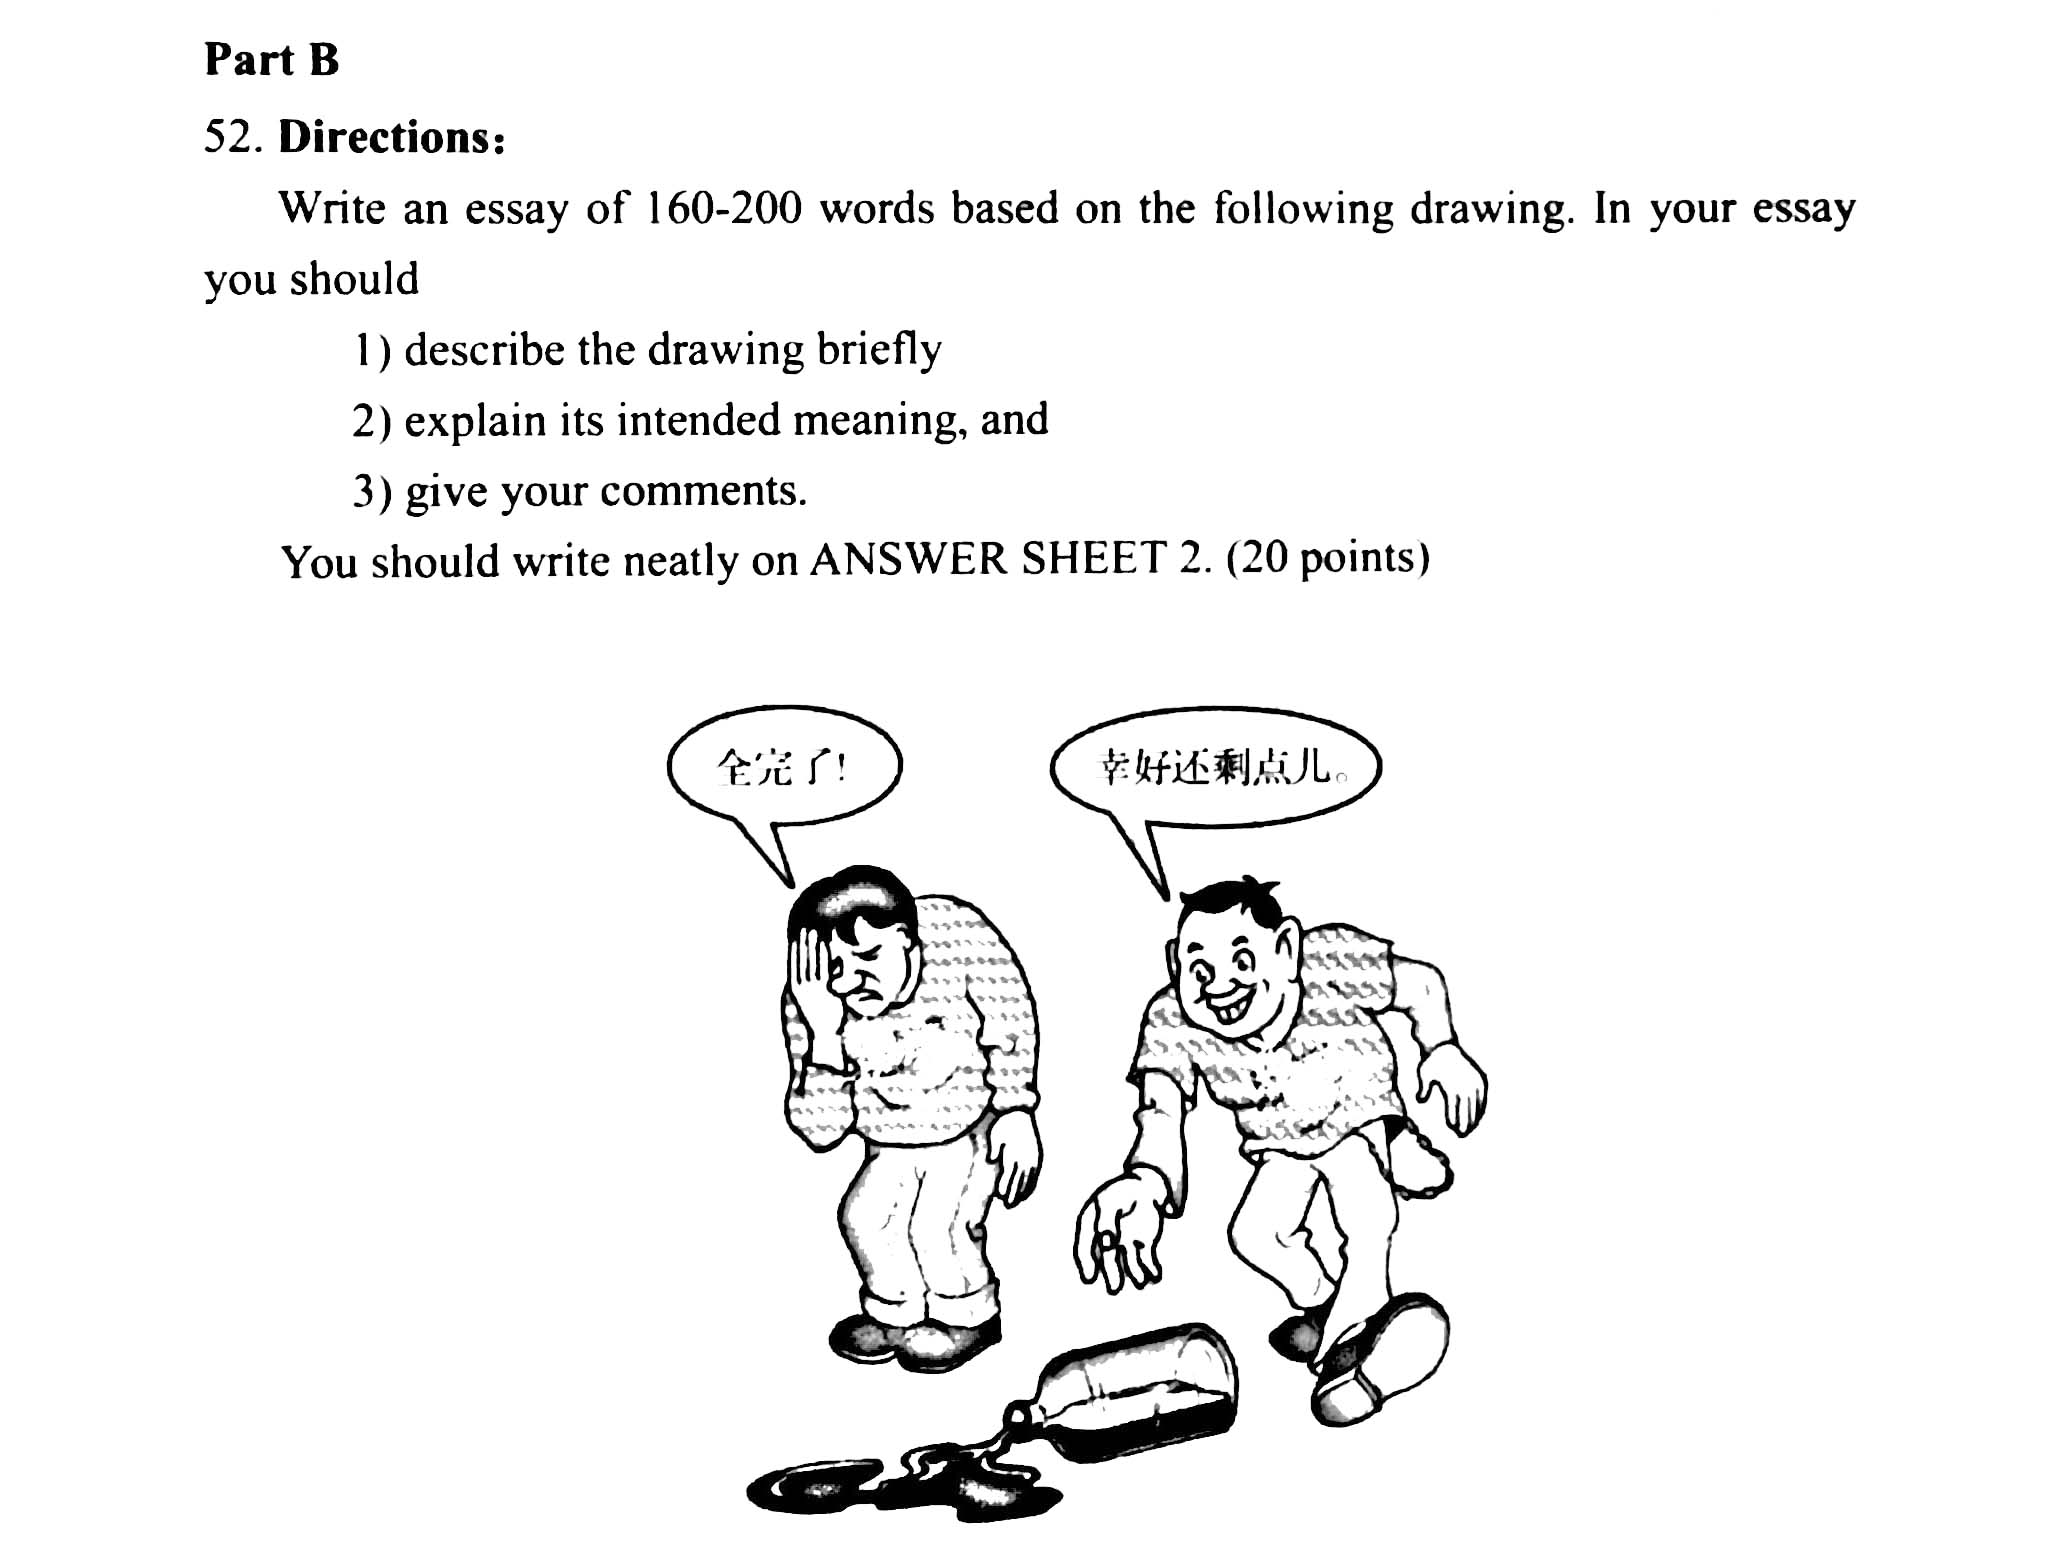 Part B
52. Directions:
Write an essay of 160-200 words based on the following drawing. In your essay
you should
1) describe the drawing briefly
2) explain its intended meaning, and
3) give your comments.
You should write neatly on ANSWER SHEET 2. (20 points)
全完了!
幸好还剩点儿。